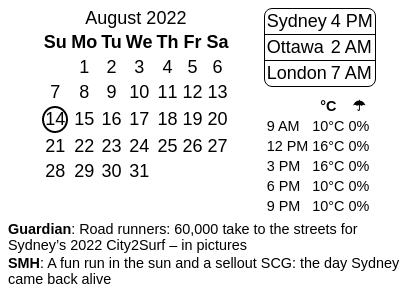 August 2022
Su Mo Tu We Th Fr Sa
1 2 3 4 5 6
7 8 9 10 11 12 13
14 15 16 17 18 19 20
21 22 23 24 25 26 27
28 29 30 31
Sydney 4 PM
Ottawa 2 AM
London 7 AM
°C ☂
9 AM 10°C 0%
12 PM 16°C 0%
3 PM 16°C 0%
6 PM 10°C 0%
9 PM 10°C 0%
Guardian: Road runners: 60,000 take to the streets for
Sydney’s 2022 City2Surf – in pictures
SMH: A fun run in the sun and a sellout SCG: the day Sydney
came back alive